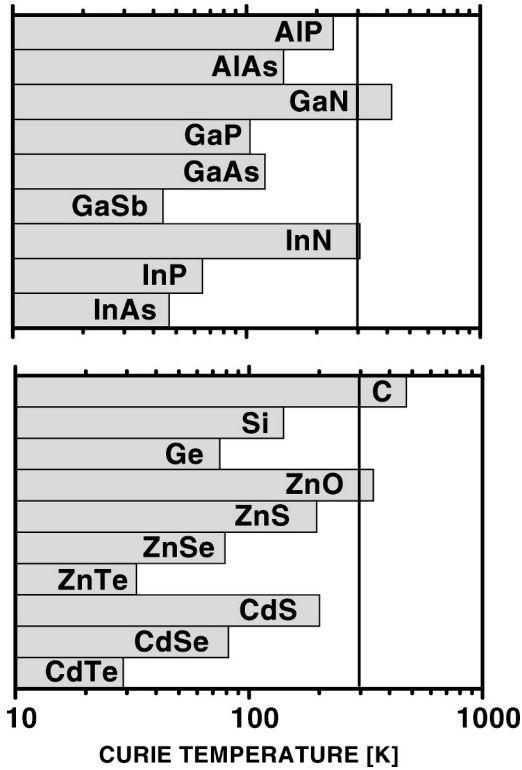 AlP
AlAs
GaN
GaP
GaAs
GaSb
InN
InP
InAs
C
Si
Ge
ZnO
ZnS
ZnSe
ZnTe
CdS
CdSe
CdTe
10 100 1000
CURIE TEMPERATURE [K]